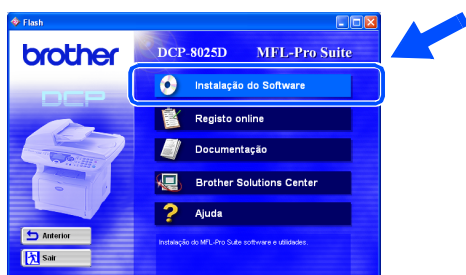 Flash
brother
DCP-8025D MFL-Pro Suite
DCP
Instalação do Software
Registo online
Documentação
Brother Solutions Center
Ajuda
Anterior
Sair
Instalação do MFL-Pro Suite software e utilidades.